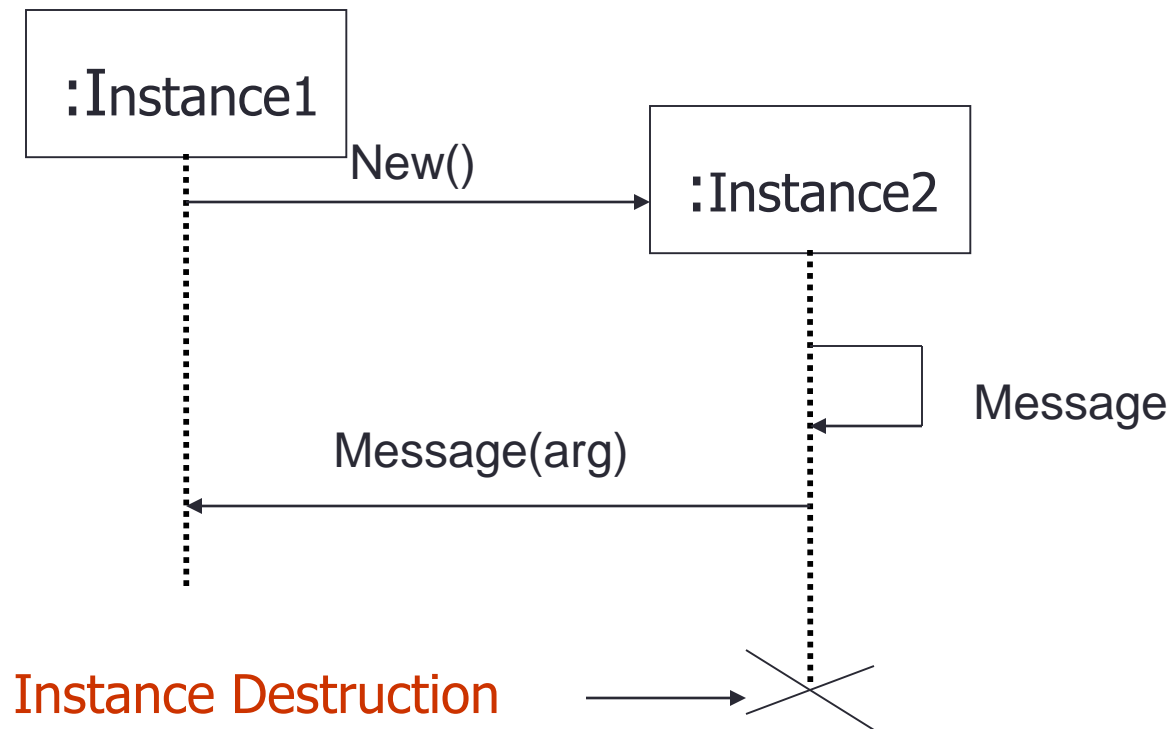 :Instance1
New()
:Instance2
Message
Message(arg)
Instance Destruction